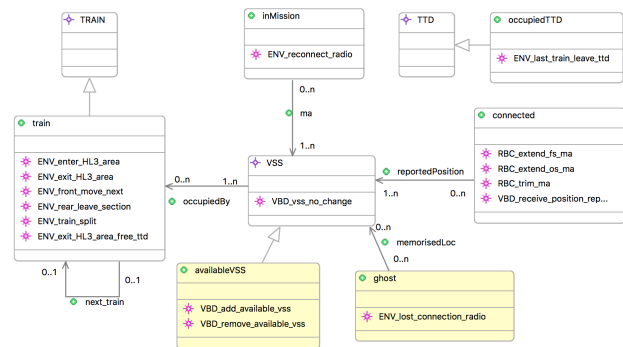 TRAIN
inMission
ENV_reconnect_radio
TTD
occupiedTTD
ENV_last_train_leave_ttd
0..n
ma
1..n
train
ENV_enter_HL3_area
ENV_exit_HL3_area
ENV_front_move_next
ENV_rear_leave_section
ENV_train_split
ENV_exit_HL3_area_free_ttd
0..n
1..n
occupiedBy
VSS
VBD_vss_no_change
reportedPosition
1..n
0..n
connected
RBC_extend_fs_ma
RBC_extend_os_ma
RBC_trim_ma
VBD_receive_position_rep...
0..n
memorisedLoc
0..n
0..1
0..1
next_train
availableVSS
VBD_add_available_vss
VBD_remove_available_vss
ghost
ENV_lost_connection_radio